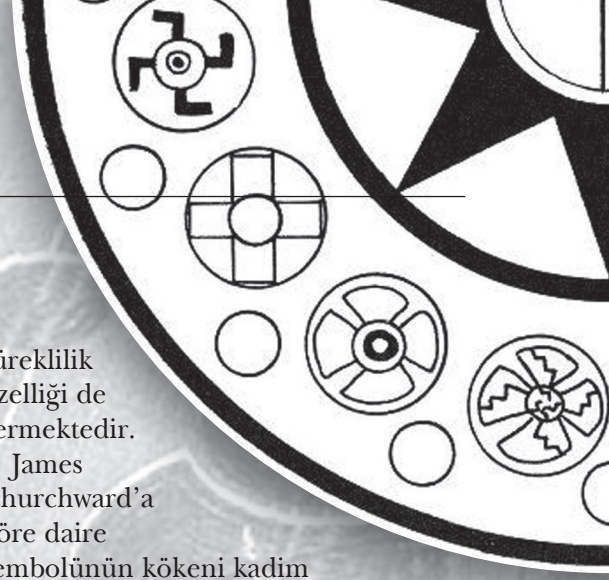 üreklilik
zelliği de
ermektedir.
James
hurchward’a
öre daire
embolünün kökeni kadim